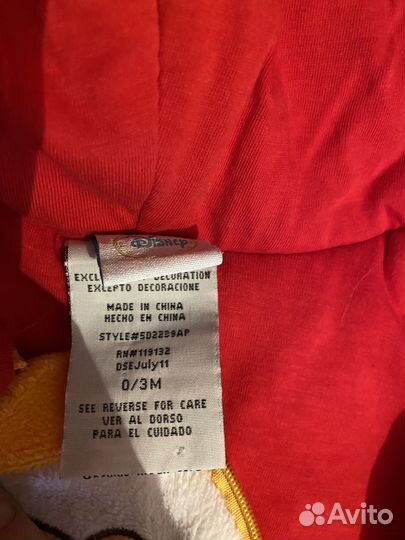 Disney
EXCL DECORATION
EXCEPTO DECORACIONE
MADE IN CHINA
HECHO EN CHINA
STYLE#5D22B9AP
RN#119132
DSEJuly11
0/3M
SEE REVERSE FOR CARE
VER AL DORSO
PARA EL CUIDADO
Avito